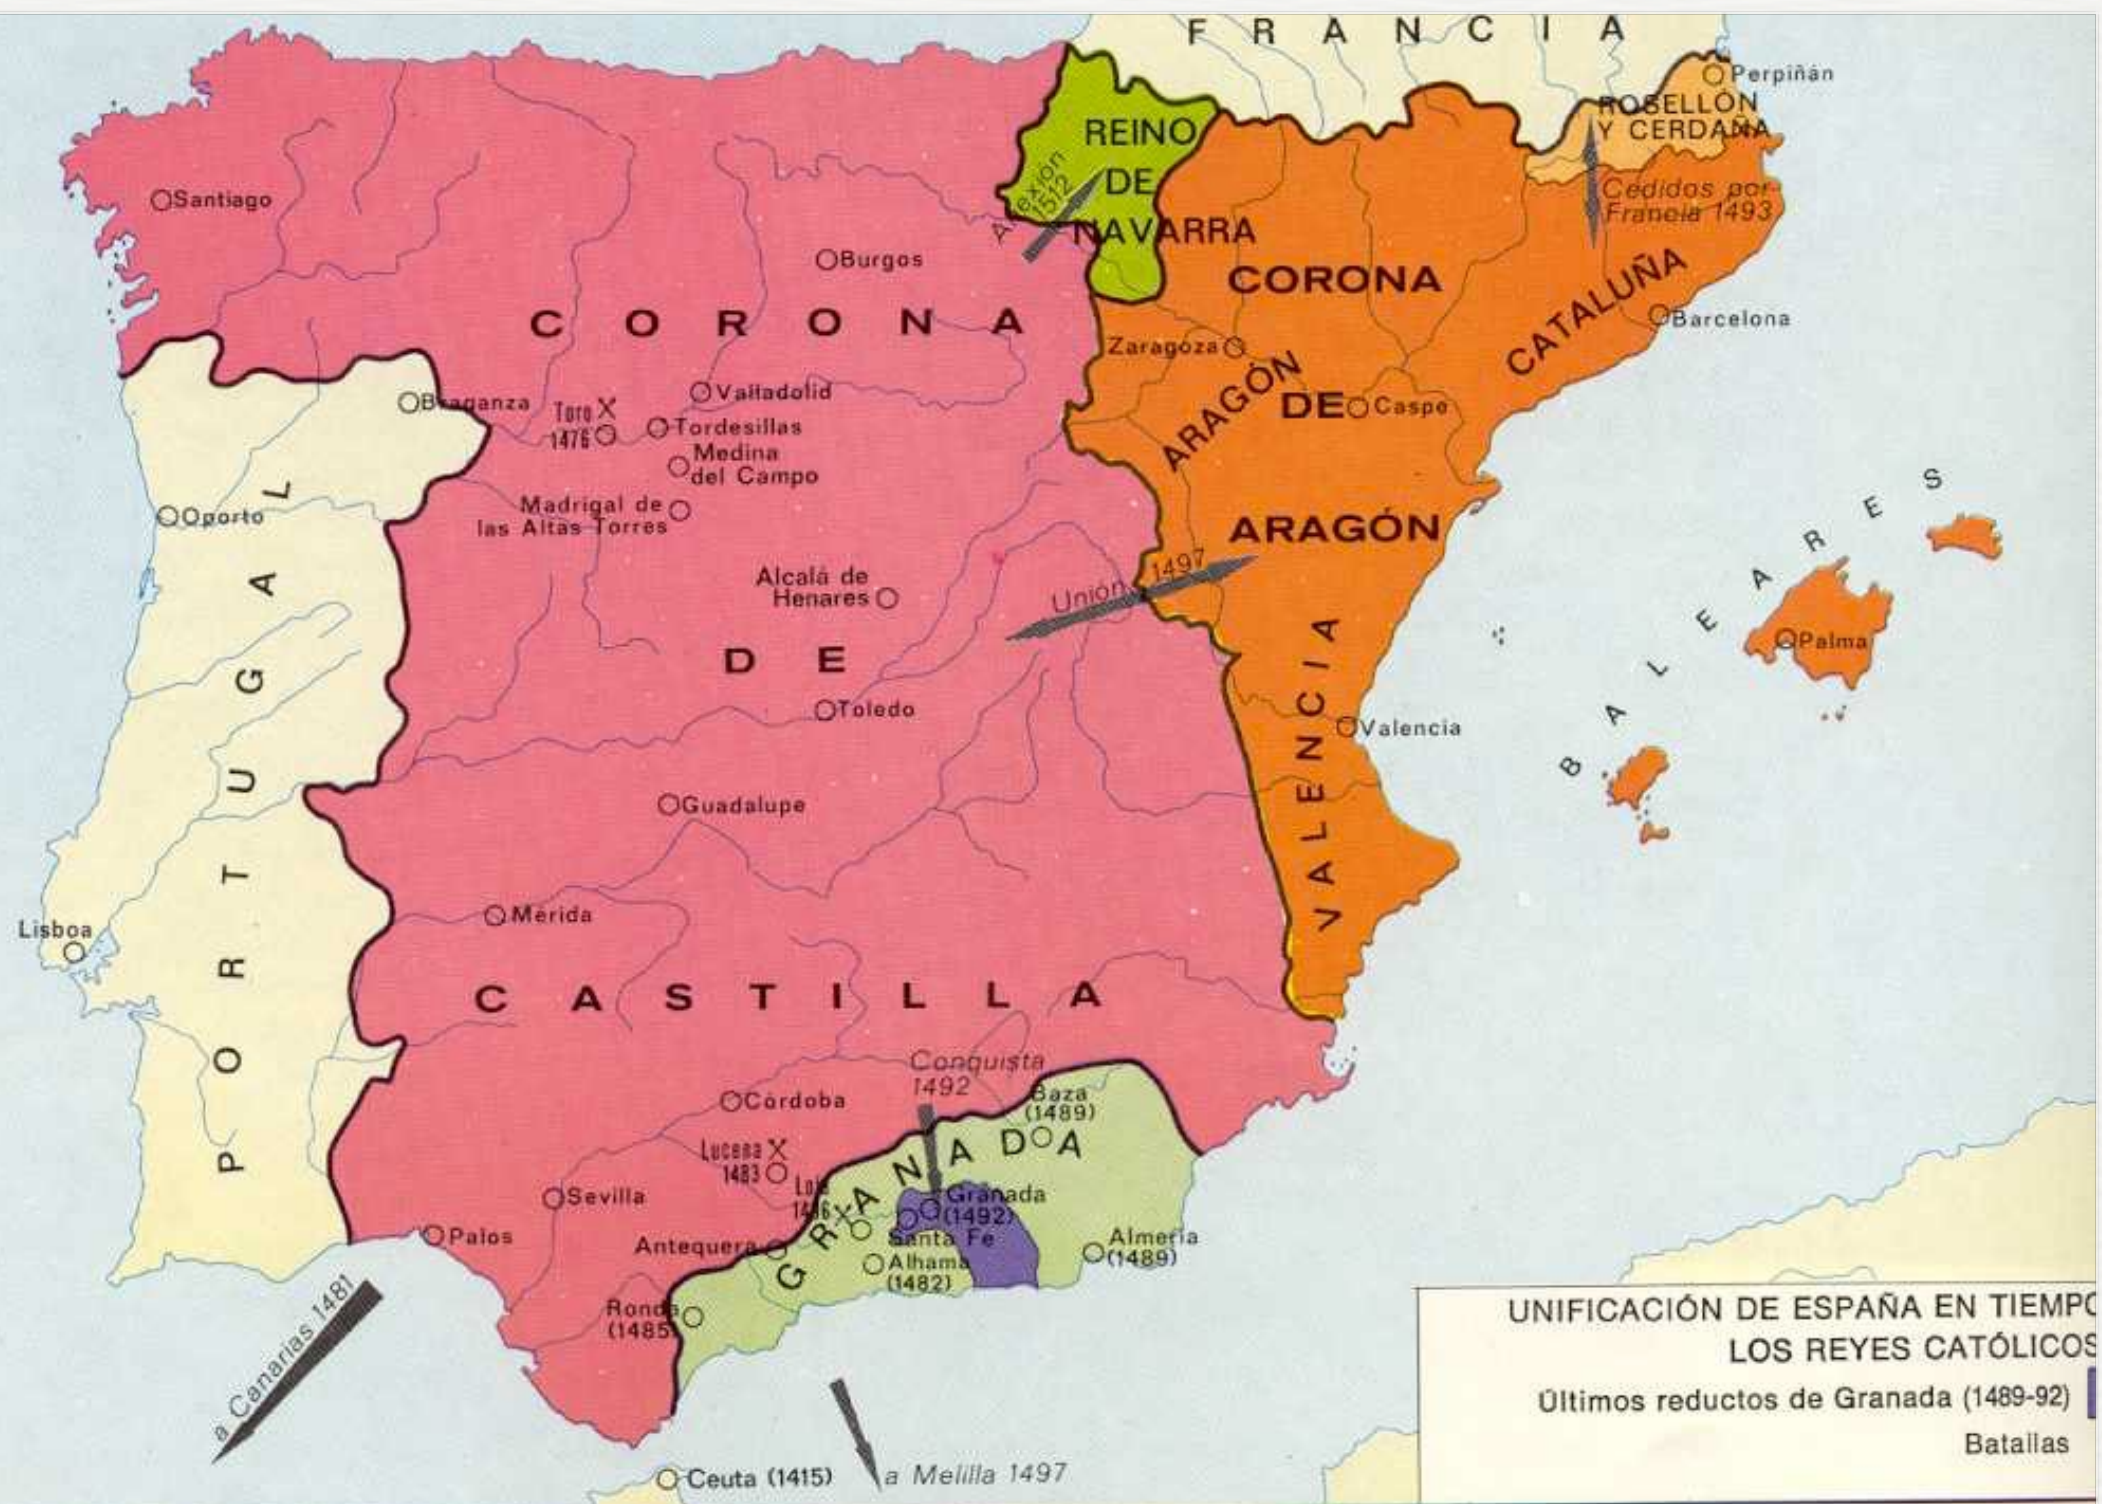 FRANCIA
Perpiñán
ROSELLÓN
Y CERDAÑA
Cedidos por
Francia 1493
REINO
DE
NAVARRA
Anexión
1512
Santiago
Burgos
CORONA
DE
ARAGÓN
CATALUÑA
Barcelona
Zaragoza
ARAGÓN
Caspe
CORONA
DE
CASTILLA
Braganza
Toro
1476
Valladolid
Tordesillas
Medina
del Campo
Madrigal de
las Altas Torres
Oporto
PORTUGAL
Alcalá de
Henares
Unión 1497
BALEARES
Palma
Toledo
VALENCIA
Valencia
Guadalupe
Mérida
Lisboa
Conquista
1492
Córdoba
Baza
(1489)
GRANADA
Lucena
1483
Sevilla
Granada
(1492)
Santa Fe
Palos
Antequera
Alhama
(1482)
Almería
(1489)
Ronda
(1485)
a Canarias 1481
Ceuta (1415)
a Melilla 1497
UNIFICACIÓN DE ESPAÑA EN TIEMPO
LOS REYES CATÓLICOS
Últimos reductos de Granada (1489-92)
Batallas